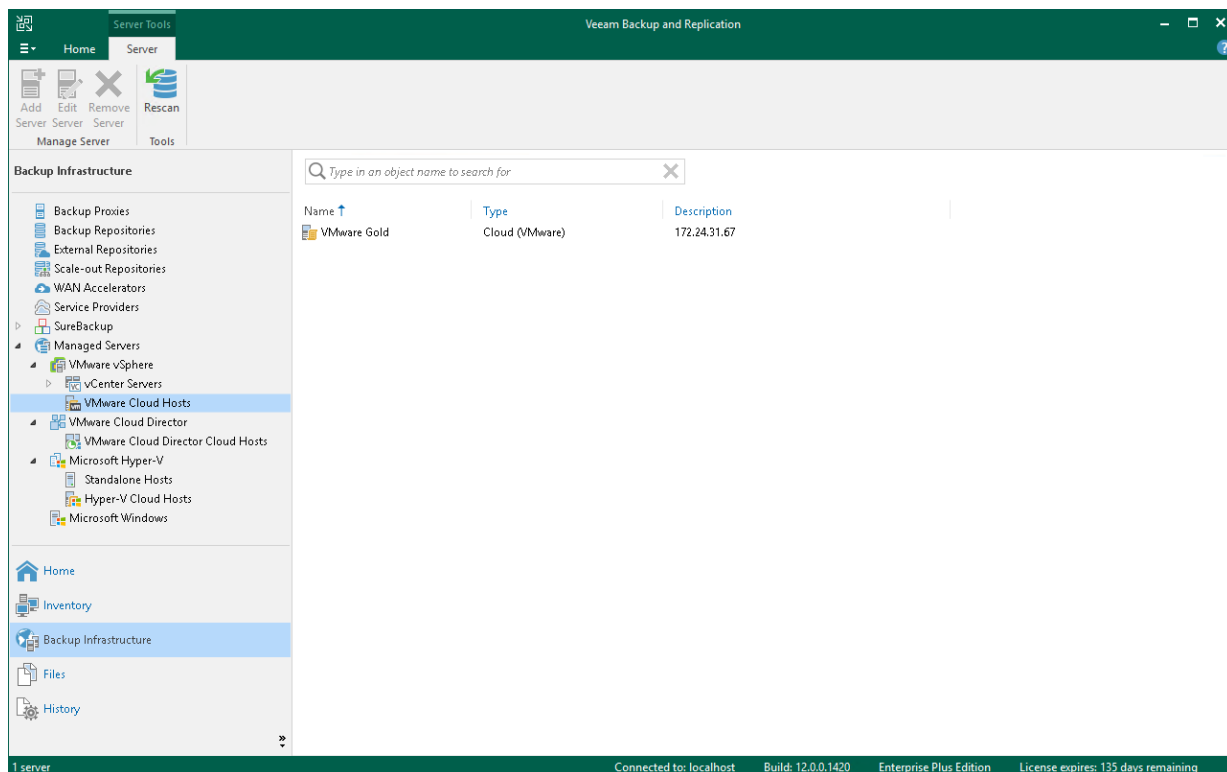 Server Tools
Veeam Backup and Replication
Home
Server
Add Server
Edit Server
Remove Server
Rescan
Manage Server
Tools
Backup Infrastructure
Backup Proxies
Backup Repositories
External Repositories
Scale-out Repositories
WAN Accelerators
Service Providers
SureBackup
Managed Servers
VMware vSphere
vCenter Servers
VMware Cloud Hosts
VMware Cloud Director
VMware Cloud Director Cloud Hosts
Microsoft Hyper-V
Standalone Hosts
Hyper-V Cloud Hosts
Microsoft Windows
Home
Inventory
Backup Infrastructure
Files
History
Type in an object name to search for
Name Type Description
VMware Gold Cloud (VMware) 172.24.31.67
1 server Connected to: localhost Build: 12.0.0.1420 Enterprise Plus Edition License expires: 135 days remaining